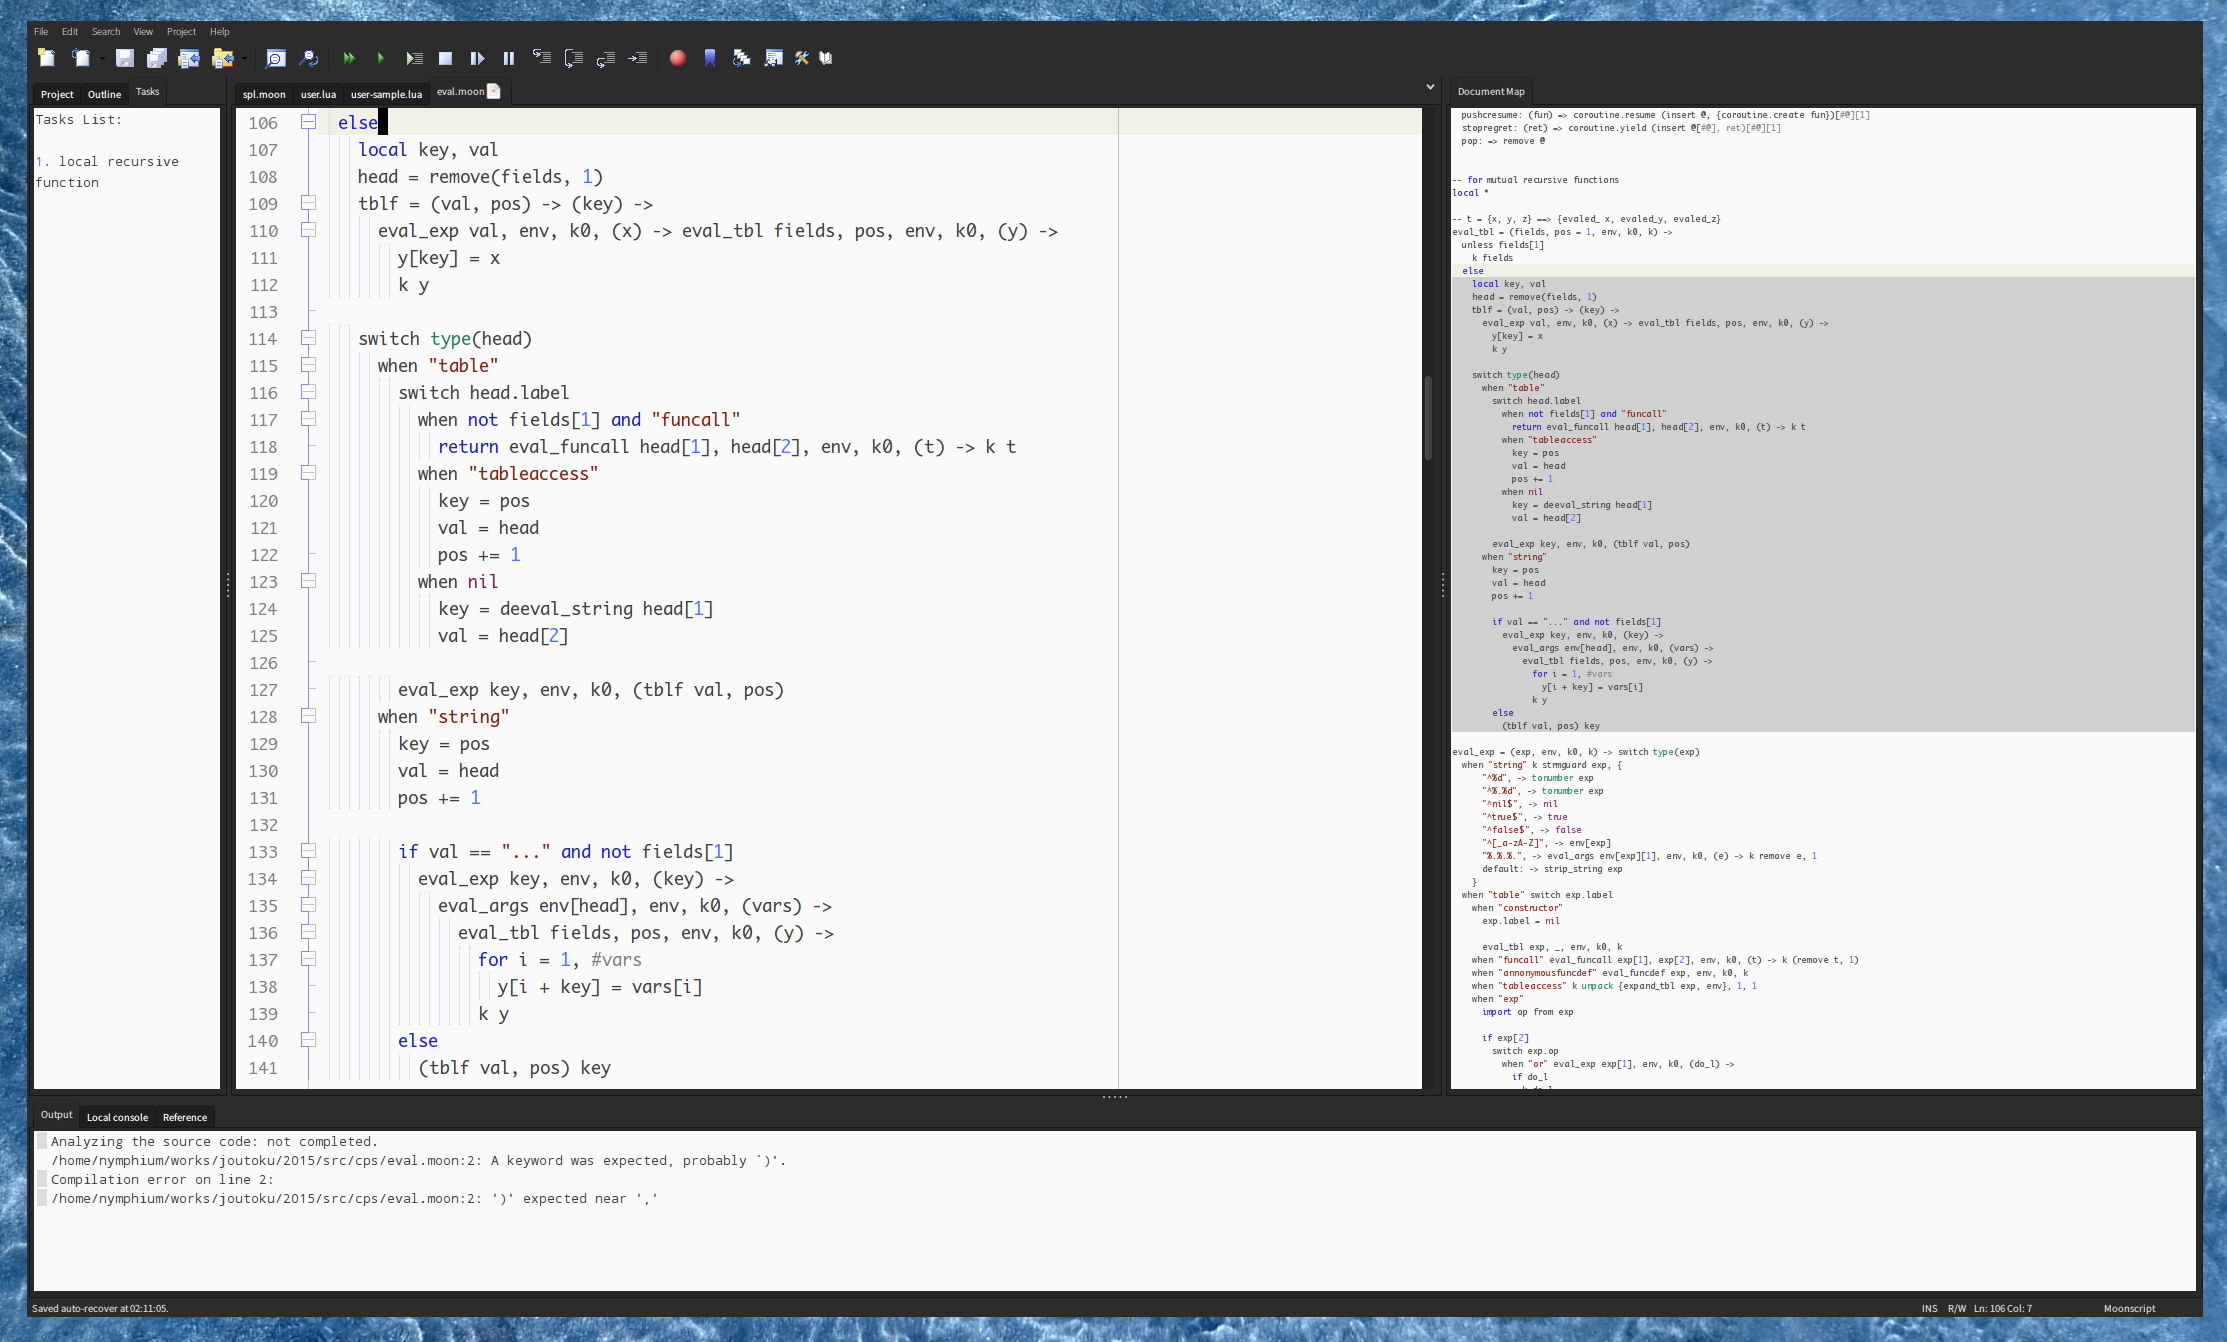 File Edit Search View Project Help
Project Outline Tasks
Tasks List:
1. local recursive
function
spl.moon user.lua user-sample.lua eval.moon
106 else
107 local key, val
108 head = remove(fields, 1)
109 tblf = (val, pos) -> (key) ->
110 eval_exp val, env, k0, (x) -> eval_tbl fields, pos, env, k0, (y) ->
111 y[key] = x
112 k y
113
114 switch type(head)
115 when "table"
116 switch head.label
117 when not fields[1] and "funcall"
118 return eval_funcall head[1], head[2], env, k0, (t) -> k t
119 when "tableaccess"
120 key = pos
121 val = head
122 pos += 1
123 when nil
124 key = deeval_string head[1]
125 val = head[2]
126
127 eval_exp key, env, k0, (tblf val, pos)
128 when "string"
129 key = pos
130 val = head
131 pos += 1
132
133 if val == "..." and not fields[1]
134 eval_exp key, env, k0, (key) ->
135 eval_args env[head], env, k0, (vars) ->
136 eval_tbl fields, pos, env, k0, (y) ->
137 for i = 1, #vars
138 y[i + key] = vars[i]
139 k y
140 else
141 (tblf val, pos) key
Document Map
pushcresume: (fun) => coroutine.resume (insert @, {coroutine.create fun})[#@][1]
stopregret: (ret) => coroutine.yield (insert @[#@], ret)[#@][1]
pop: => remove @
-- for mutual recursive functions
local *
-- t = {x, y, z} ==> {evaled_ x, evaled_y, evaled_z}
eval_tbl = (fields, pos = 1, env, k0, k) ->
unless fields[1]
k fields
else
local key, val
head = remove(fields, 1)
tblf = (val, pos) -> (key) ->
eval_exp val, env, k0, (x) -> eval_tbl fields, pos, env, k0, (y) ->
y[key] = x
k y
switch type(head)
when "table"
switch head.label
when not fields[1] and "funcall"
return eval_funcall head[1], head[2], env, k0, (t) -> k t
when "tableaccess"
key = pos
val = head
pos += 1
when nil
key = deeval_string head[1]
val = head[2]
eval_exp key, env, k0, (tblf val, pos)
when "string"
key = pos
val = head
pos += 1
if val == "..." and not fields[1]
eval_exp key, env, k0, (key) ->
eval_args env[head], env, k0, (vars) ->
eval_tbl fields, pos, env, k0, (y) ->
for i = 1, #vars
y[i + key] = vars[i]
k y
else
(tblf val, pos) key
eval_exp = (exp, env, k0, k) -> switch type(exp)
when "string" k strmguard exp, {
"^%d", -> tonumber exp
"^%.%d", -> tonumber exp
"^nil$", -> nil
"^true$", -> true
"^false$", -> false
"^[_a-zA-Z]", -> env[exp]
"%.%.%.", -> eval_args env[exp][1], env, k0, (e) -> k remove e, 1
default: -> strip_string exp
}
when "table" switch exp.label
when "constructor"
exp.label = nil
eval_tbl exp, _, env, k0, k
when "funcall" eval_funcall exp[1], exp[2], env, k0, (t) -> k (remove t, 1)
when "annonymousfuncdef" eval_funcdef exp, env, k0, k
when "tableaccess" k unpack {expand_tbl exp, env}, 1, 1
when "exp"
import op from exp
if exp[2]
switch exp.op
when "or" eval_exp exp[1], env, k0, (do_l) ->
if do_l
Output Local console Reference
Analyzing the source code: not completed.
/home/nymphium/works/joutoku/2015/src/cps/eval.moon:2: A keyword was expected, probably `)'.
Compilation error on line 2:
/home/nymphium/works/joutoku/2015/src/cps/eval.moon:2: ')' expected near ','
Saved auto-recover at 02:11:05.
INS R/W Ln: 106 Col: 7 Moonscript